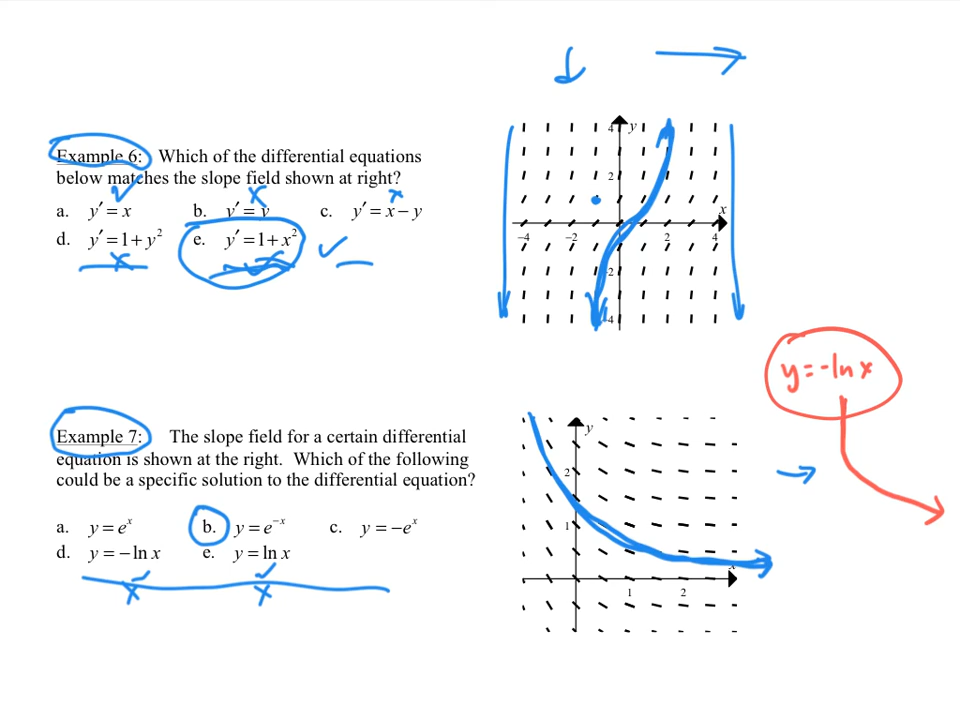 Example 6: Which of the differential equations
below matches the slope field shown at right?
a. y′ = x b. y′ = y c. y′ = x − y
d. y′ = 1 + y² e. y′ = 1 + x²
4 y
2
x
−4 −2 2 4
-2
-4
y = -ln x
Example 7: The slope field for a certain differential
equation is shown at the right. Which of the following
could be a specific solution to the differential equation?
a. y = eˣ b. y = e⁻ˣ c. y = −eˣ
d. y = −ln x e. y = ln x
y
2
1
x
1 2